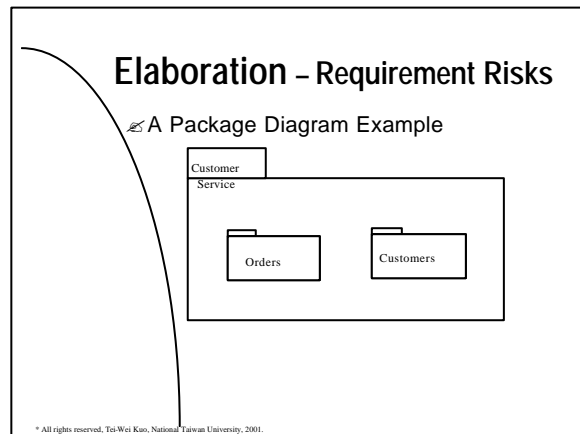 Elaboration – Requirement Risks
A Package Diagram Example
Customer
Service
Orders
Customers
* All rights reserved, Tei-Wei Kuo, National Taiwan University, 2001.